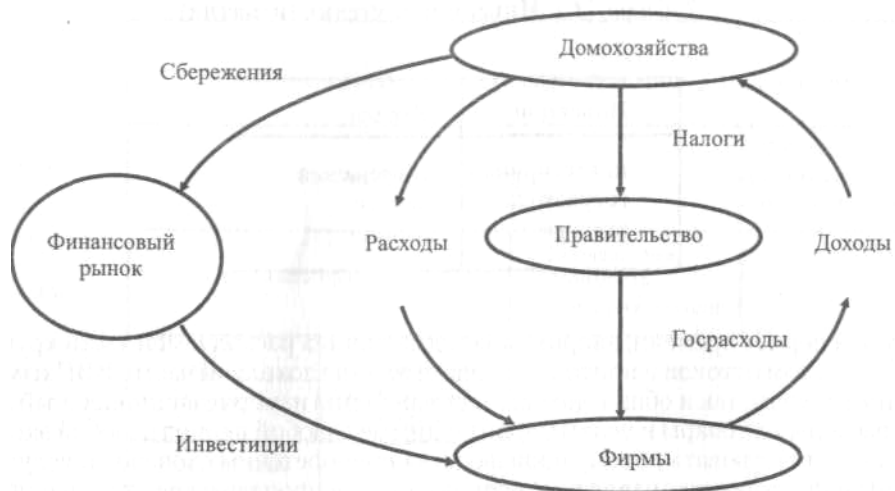 Домохозяйства
Сбережения
Налоги
Финансовый
рынок
Расходы
Правительство
Доходы
Госрасходы
Инвестиции
Фирмы